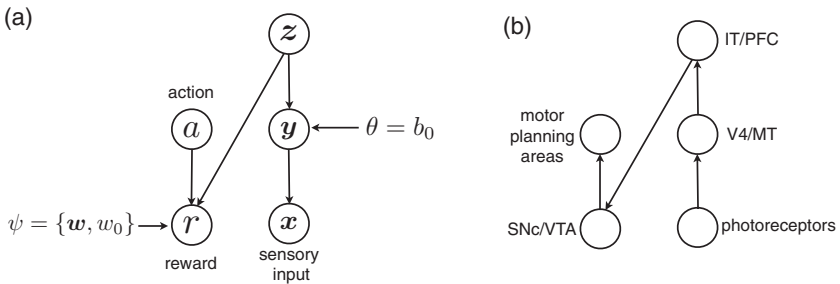 (a)
z
action
a
y
θ = b₀
ψ = {w, w₀}
r
x
reward
sensory
input
(b)
IT/PFC
motor
planning
areas
V4/MT
SNc/VTA
photoreceptors